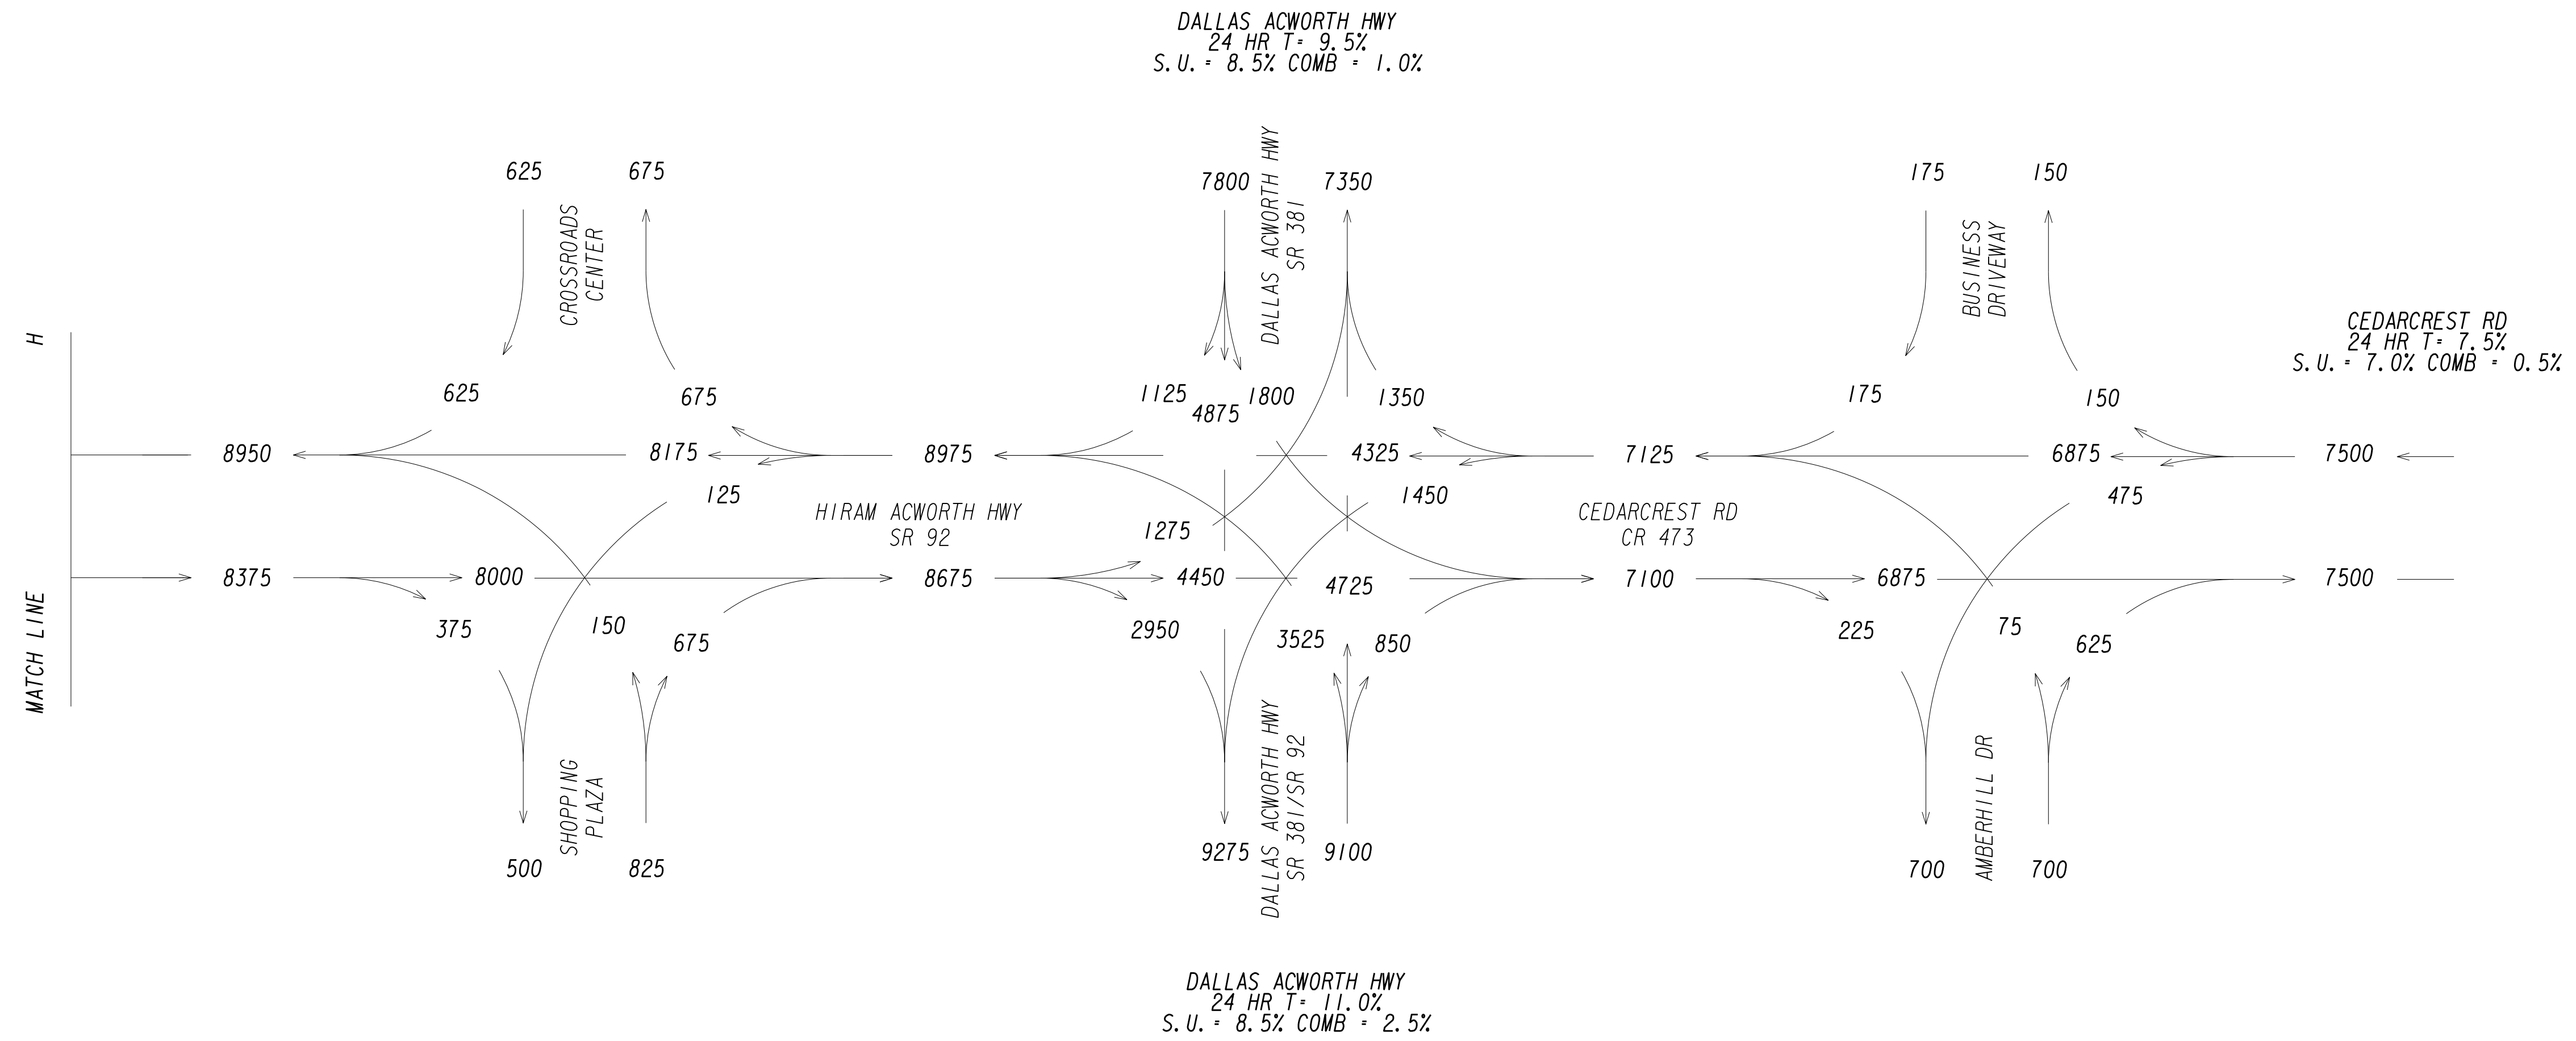 DALLAS ACWORTH HWY
24 HR T= 9.5%
S.U.= 8.5% COMB = 1.0%
625
675
7800
7350
175
150
CROSSROADS
CENTER
DALLAS ACWORTH HWY
SR 381
BUSINESS
DRIVEWAY
H
CEDARCREST RD
24 HR T= 7.5%
S.U.= 7.0% COMB = 0.5%
625
675
1125
4875
1800
1350
175
150
8950
8175
8975
4325
7125
6875
7500
125
1450
475
HIRAM ACWORTH HWY
SR 92
1275
CEDARCREST RD
CR 473
8375
8000
8675
4450
4725
7100
6875
7500
375
150
675
2950
3525
850
225
75
625
MATCH LINE
SHOPPING
PLAZA
DALLAS ACWORTH HWY
SR 381/SR 92
AMBERHILL DR
500
825
9275
9100
700
700
DALLAS ACWORTH HWY
24 HR T= 11.0%
S.U.= 8.5% COMB = 2.5%